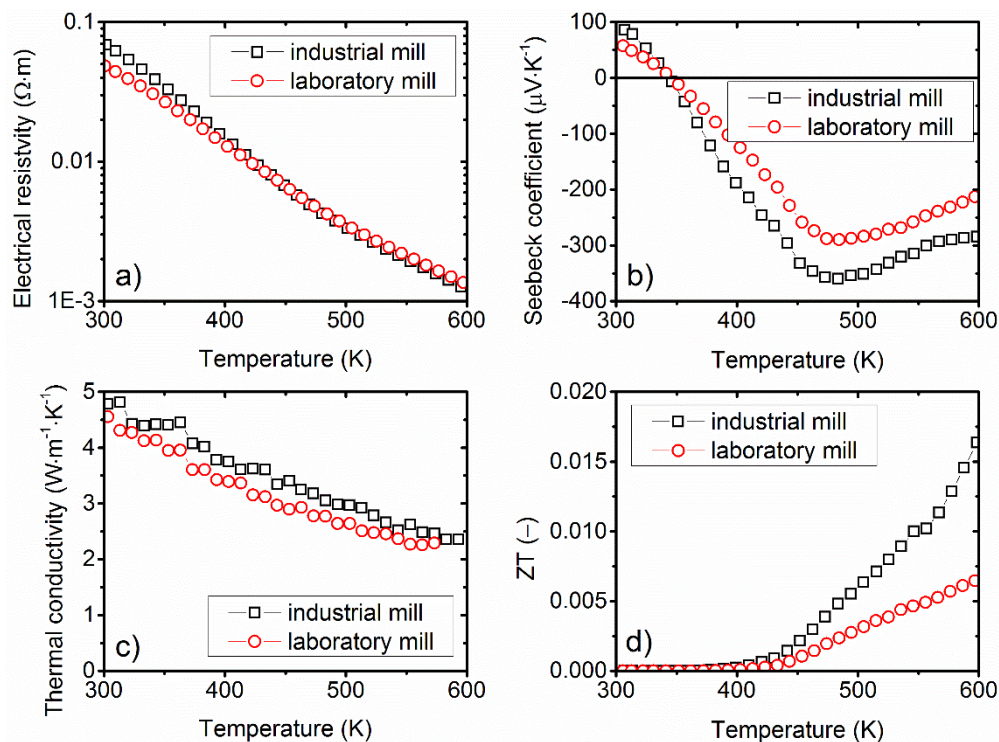 Electrical resistivity (Ω·m)
0.1
0.01
1E-3
industrial mill
laboratory mill
a)
300 400 500 600
Temperature (K)
Seebeck coefficient (μV·K⁻¹)
100
0
-100
-200
-300
-400
industrial mill
laboratory mill
b)
300 400 500 600
Temperature (K)
Thermal conductivity (W·m⁻¹·K⁻¹)
5
4
3
2
1
0
industrial mill
laboratory mill
c)
300 400 500 600
Temperature (K)
ZT (–)
0.020
0.015
0.010
0.005
0.000
industrial mill
laboratory mill
d)
300 400 500 600
Temperature (K)